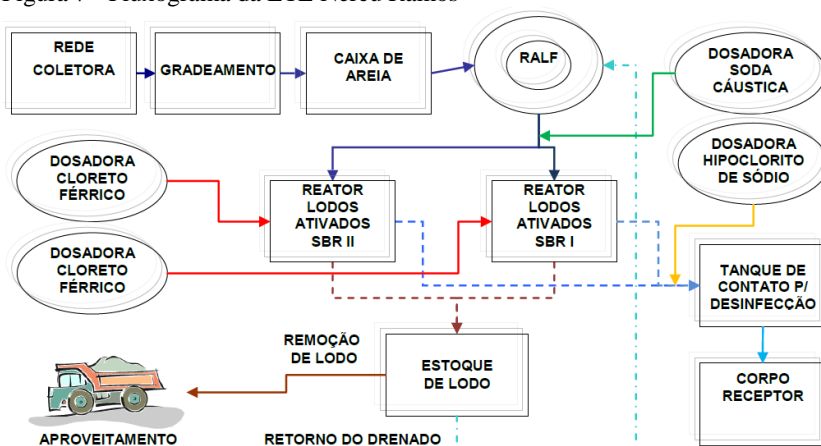 Figura 7 - Fluxograma da ETE Nereu Ramos
REDE
COLETORA
GRADEAMENTO
CAIXA DE
AREIA
RALF
DOSADORA
SODA
CÁUSTICA
DOSADORA
CLORETO
FÉRRICO
DOSADORA
HIPOCLORITO
DE SÓDIO
REATOR
LODOS
ATIVADOS
SBR II
REATOR
LODOS
ATIVADOS
SBR I
DOSADORA
CLORETO
FÉRRICO
TANQUE DE
CONTATO P/
DESINFECÇÃO
REMOÇÃO
DE LODO
ESTOQUE
DE LODO
CORPO
RECEPTOR
APROVEITAMENTO
RETORNO DO DRENADO